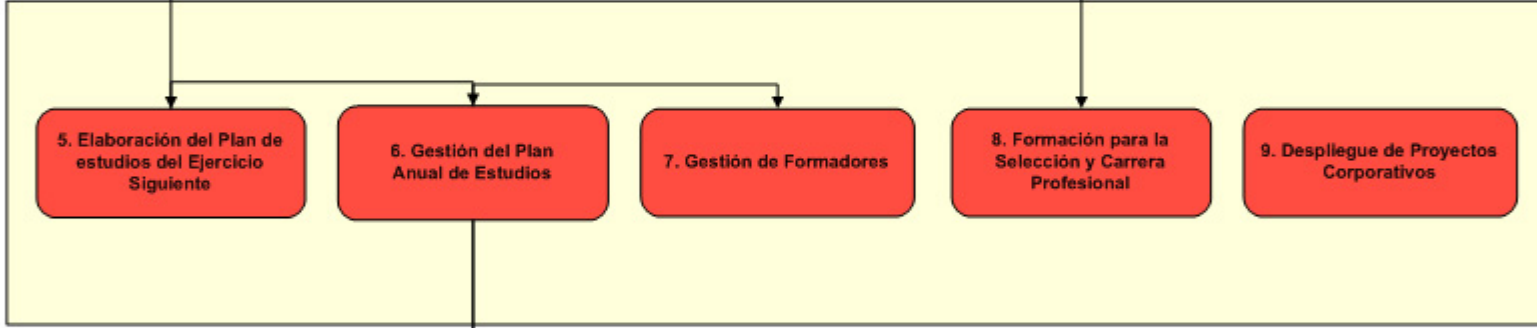 5. Elaboración del Plan de
estudios del Ejercicio
Siguiente
6. Gestión del Plan
Anual de Estudios
7. Gestión de Formadores
8. Formación para la
Selección y Carrera
Profesional
9. Despliegue de Proyectos
Corporativos